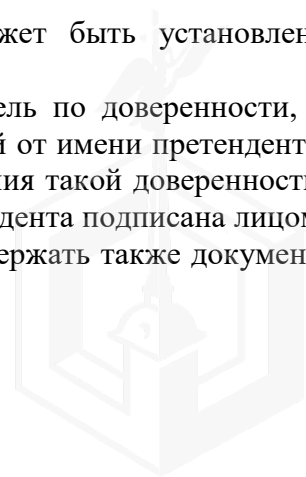 жет быть установлен
ель по доверенности,
й от имени претендент
ия такой доверенност
дента подписана лицом
ержать также докумен